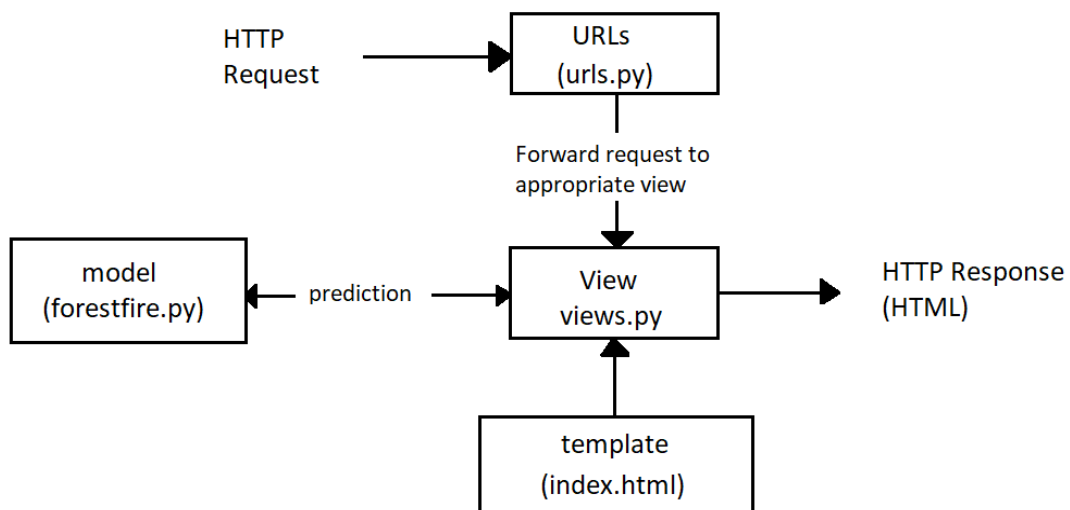 HTTP
Request
URLs
(urls.py)
Forward request to
appropriate view
model
(forestfire.py)
prediction
View
views.py
HTTP Response
(HTML)
template
(index.html)